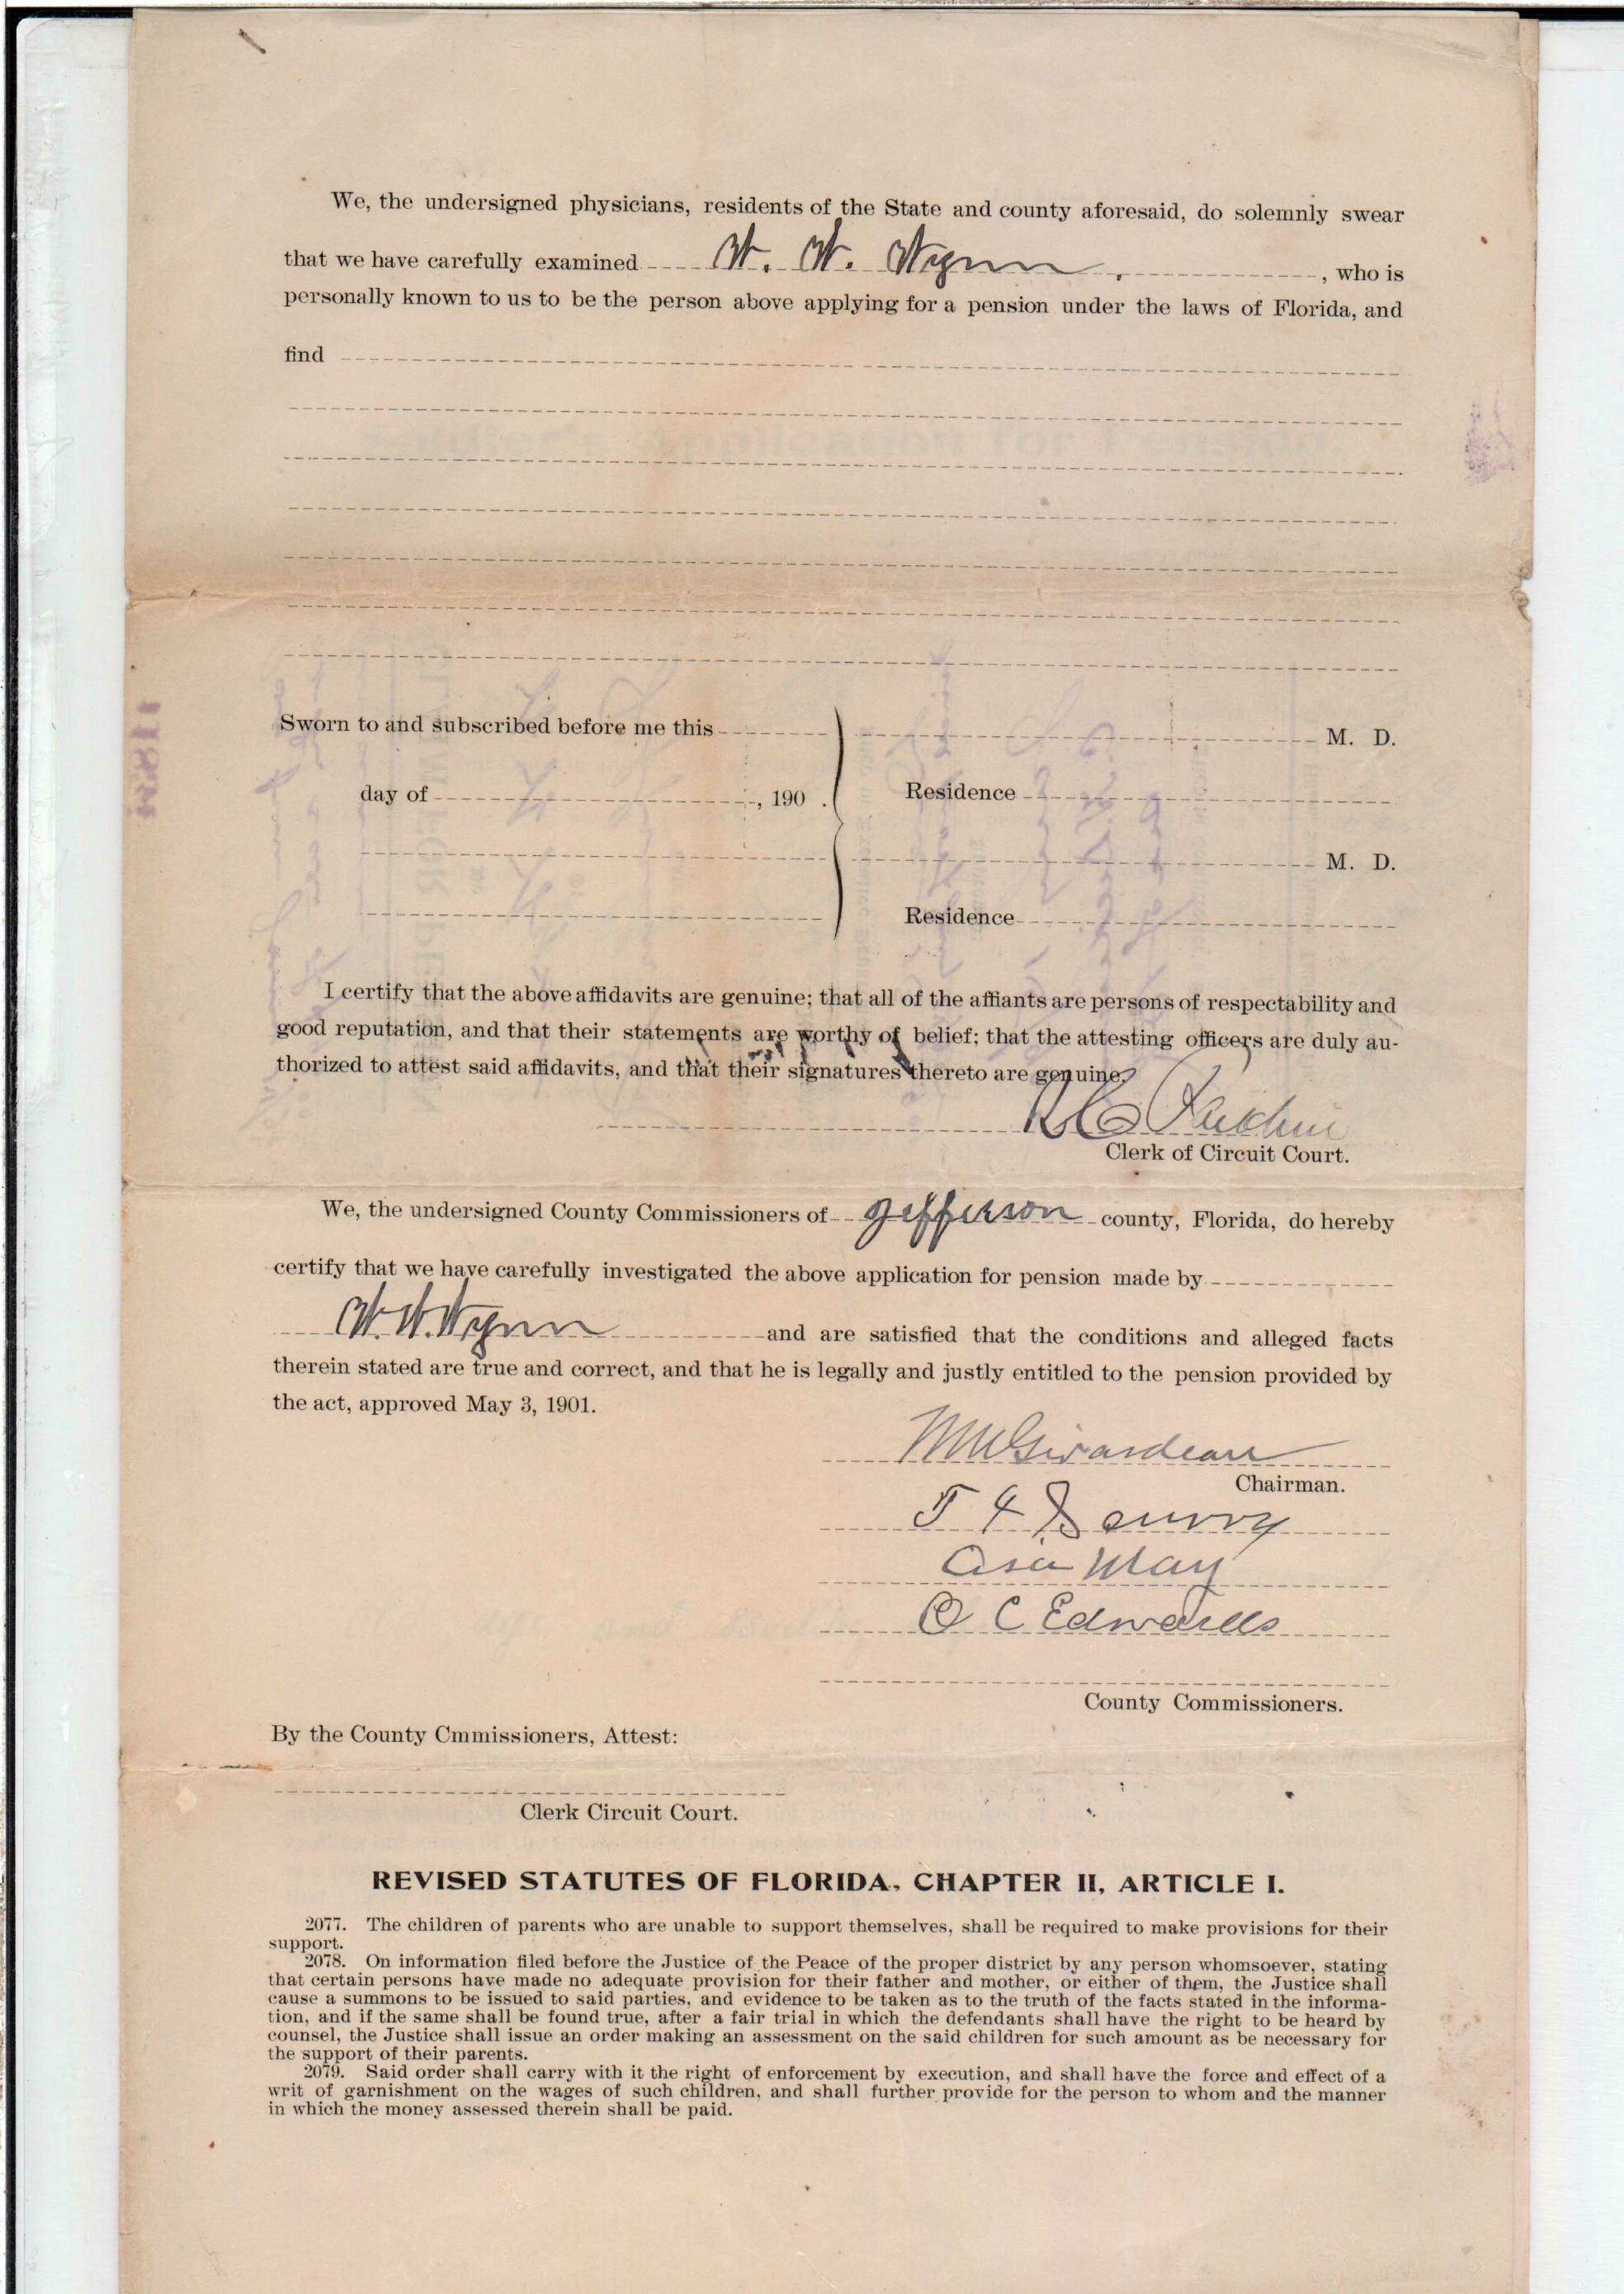 We, the undersigned physicians, residents of the State and county aforesaid, do solemnly swear
that we have carefully examined W. W. Wynn, who is
personally known to us to be the person above applying for a pension under the laws of Florida, and
find
Sworn to and subscribed before me this
M. D.
day of , 190 .
Residence
M. D.
Residence
I certify that the above affidavits are genuine; that all of the affiants are persons of respectability and
good reputation, and that their statements are worthy of belief; that the attesting officers are duly au-
thorized to attest said affidavits, and that their signatures thereto are genuine.
Clerk of Circuit Court.
We, the undersigned County Commissioners of Jefferson county, Florida, do hereby
certify that we have carefully investigated the above application for pension made by
W. W. Wynn and are satisfied that the conditions and alleged facts
therein stated are true and correct, and that he is legally and justly entitled to the pension provided by
the act, approved May 3, 1901.
Girardeau
Chairman.
Asa May
O C Edwards
County Commissioners.
By the County Cmmissioners, Attest:
Clerk Circuit Court.
REVISED STATUTES OF FLORIDA, CHAPTER II, ARTICLE I.
2077. The children of parents who are unable to support themselves, shall be required to make provisions for their
support.
2078. On information filed before the Justice of the Peace of the proper district by any person whomsoever, stating
that certain persons have made no adequate provision for their father and mother, or either of them, the Justice shall
cause a summons to be issued to said parties, and evidence to be taken as to the truth of the facts stated in the informa-
tion, and if the same shall be found true, after a fair trial in which the defendants shall have the right to be heard by
counsel, the Justice shall issue an order making an assessment on the said children for such amount as be necessary for
the support of their parents.
2079. Said order shall carry with it the right of enforcement by execution, and shall have the force and effect of a
writ of garnishment on the wages of such children, and shall further provide for the person to whom and the manner
in which the money assessed therein shall be paid.